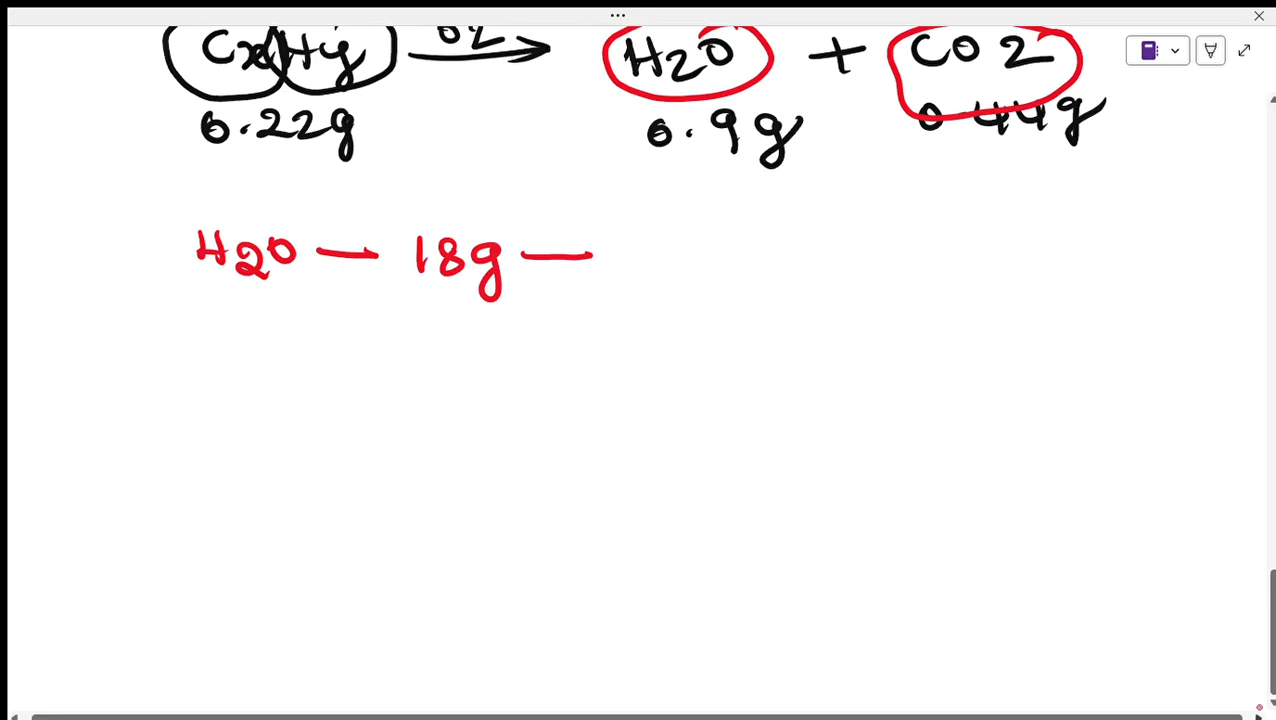 CxHy O2 → H2O + CO2
0.22g 0.9g 0.44g
H2O — 18g —